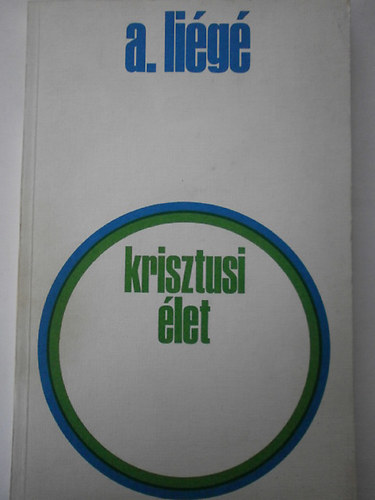 a. liégé
krisztusi
élet